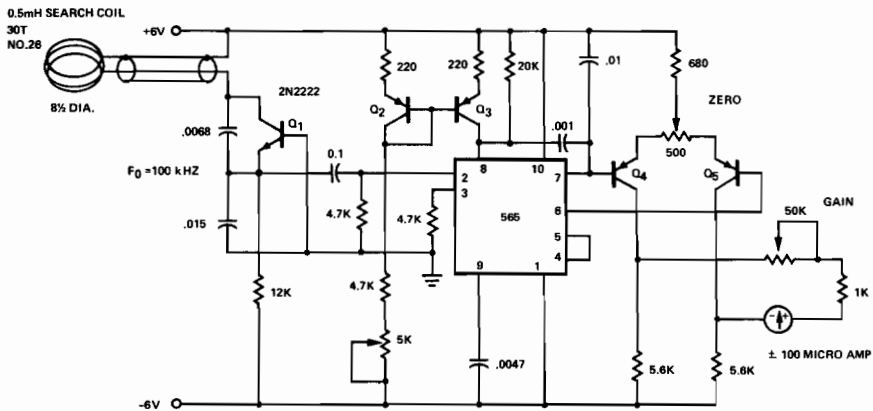 0.5mH SEARCH COIL
30T
NO.26
8½ DIA.
+6V
2N2222
Q1
.0068
F0 = 100 kHZ
.015
12K
0.1
4.7K
220
Q2
220
Q3
20K
.001
.01
680
ZERO
500
Q4
Q5
GAIN
50K
1K
± 100 MICRO AMP
- +
5.6K
5.6K
4.7K
4.7K
5K
.0047
565
2
3
8
10
7
6
5
4
9
1
-6V